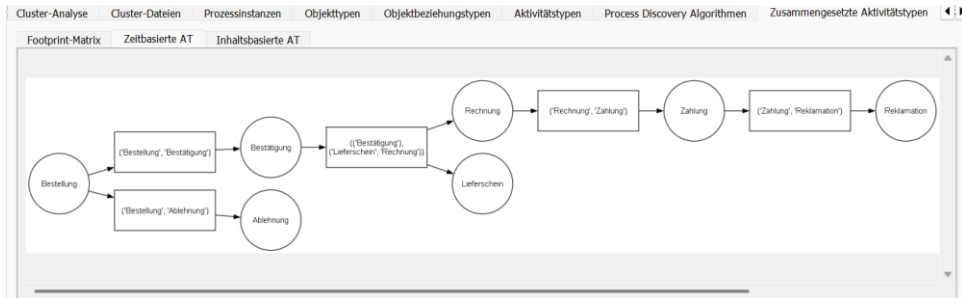 Cluster-Analyse Cluster-Dateien Prozessinstanzen Objekttypen Objektbeziehungstypen Aktivitätstypen Process Discovery Algorithmen Zusammengesetzte Aktivitätstypen
Footprint-Matrix Zeitbasierte AT Inhaltsbasierte AT
Bestellung
('Bestellung', 'Bestätigung')
('Bestellung', 'Ablehnung')
Bestätigung
Ablehnung
(('Bestätigung'),
('Lieferschein', 'Rechnung'))
Rechnung
Lieferschein
('Rechnung', 'Zahlung')
Zahlung
('Zahlung', 'Reklamation')
Reklamation